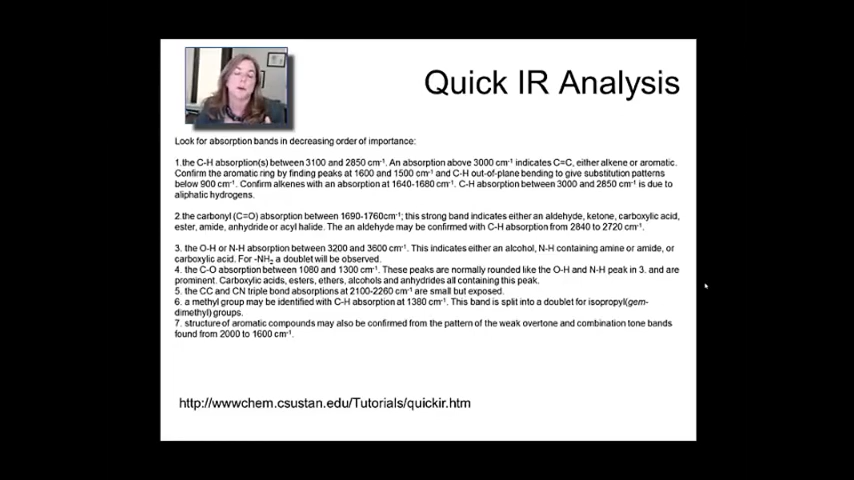 Quick IR Analysis
Look for absorption bands in decreasing order of importance:
1.the C-H absorption(s) between 3100 and 2850 cm⁻¹. An absorption above 3000 cm⁻¹ indicates C=C, either alkene or aromatic.
Confirm the aromatic ring by finding peaks at 1600 and 1500 cm⁻¹ and C-H out-of-plane bending to give substitution patterns
below 900 cm⁻¹. Confirm alkenes with an absorption at 1640-1680 cm⁻¹. C-H absorption between 3000 and 2850 cm⁻¹ is due to
aliphatic hydrogens.
2.the carbonyl (C=O) absorption between 1690-1760cm⁻¹; this strong band indicates either an aldehyde, ketone, carboxylic acid,
ester, amide, anhydride or acyl halide. The an aldehyde may be confirmed with C-H absorption from 2840 to 2720 cm⁻¹.
3. the O-H or N-H absorption between 3200 and 3600 cm⁻¹. This indicates either an alcohol, N-H containing amine or amide, or
carboxylic acid. For -NH₂ a doublet will be observed.
4. the C-O absorption between 1080 and 1300 cm⁻¹. These peaks are normally rounded like the O-H and N-H peak in 3. and are
prominent. Carboxylic acids, esters, ethers, alcohols and anhydrides all containing this peak.
5. the CC and CN triple bond absorptions at 2100-2260 cm⁻¹ are small but exposed.
6. a methyl group may be identified with C-H absorption at 1380 cm⁻¹. This band is split into a doublet for isopropyl(gem-
dimethyl) groups.
7. structure of aromatic compounds may also be confirmed from the pattern of the weak overtone and combination tone bands
found from 2000 to 1600 cm⁻¹.
http://wwwchem.csustan.edu/Tutorials/quickir.htm